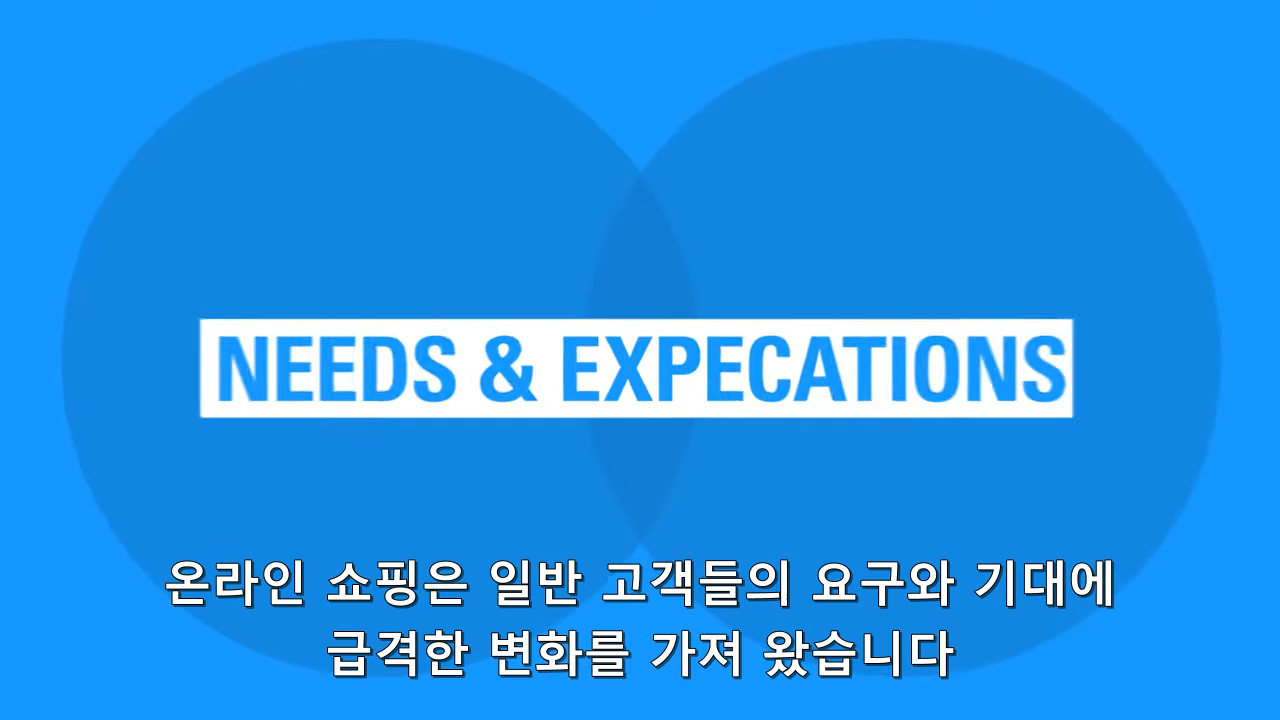 NEEDS & EXPECATIONS
온라인 쇼핑은 일반 고객들의 요구와 기대에
급격한 변화를 가져 왔습니다